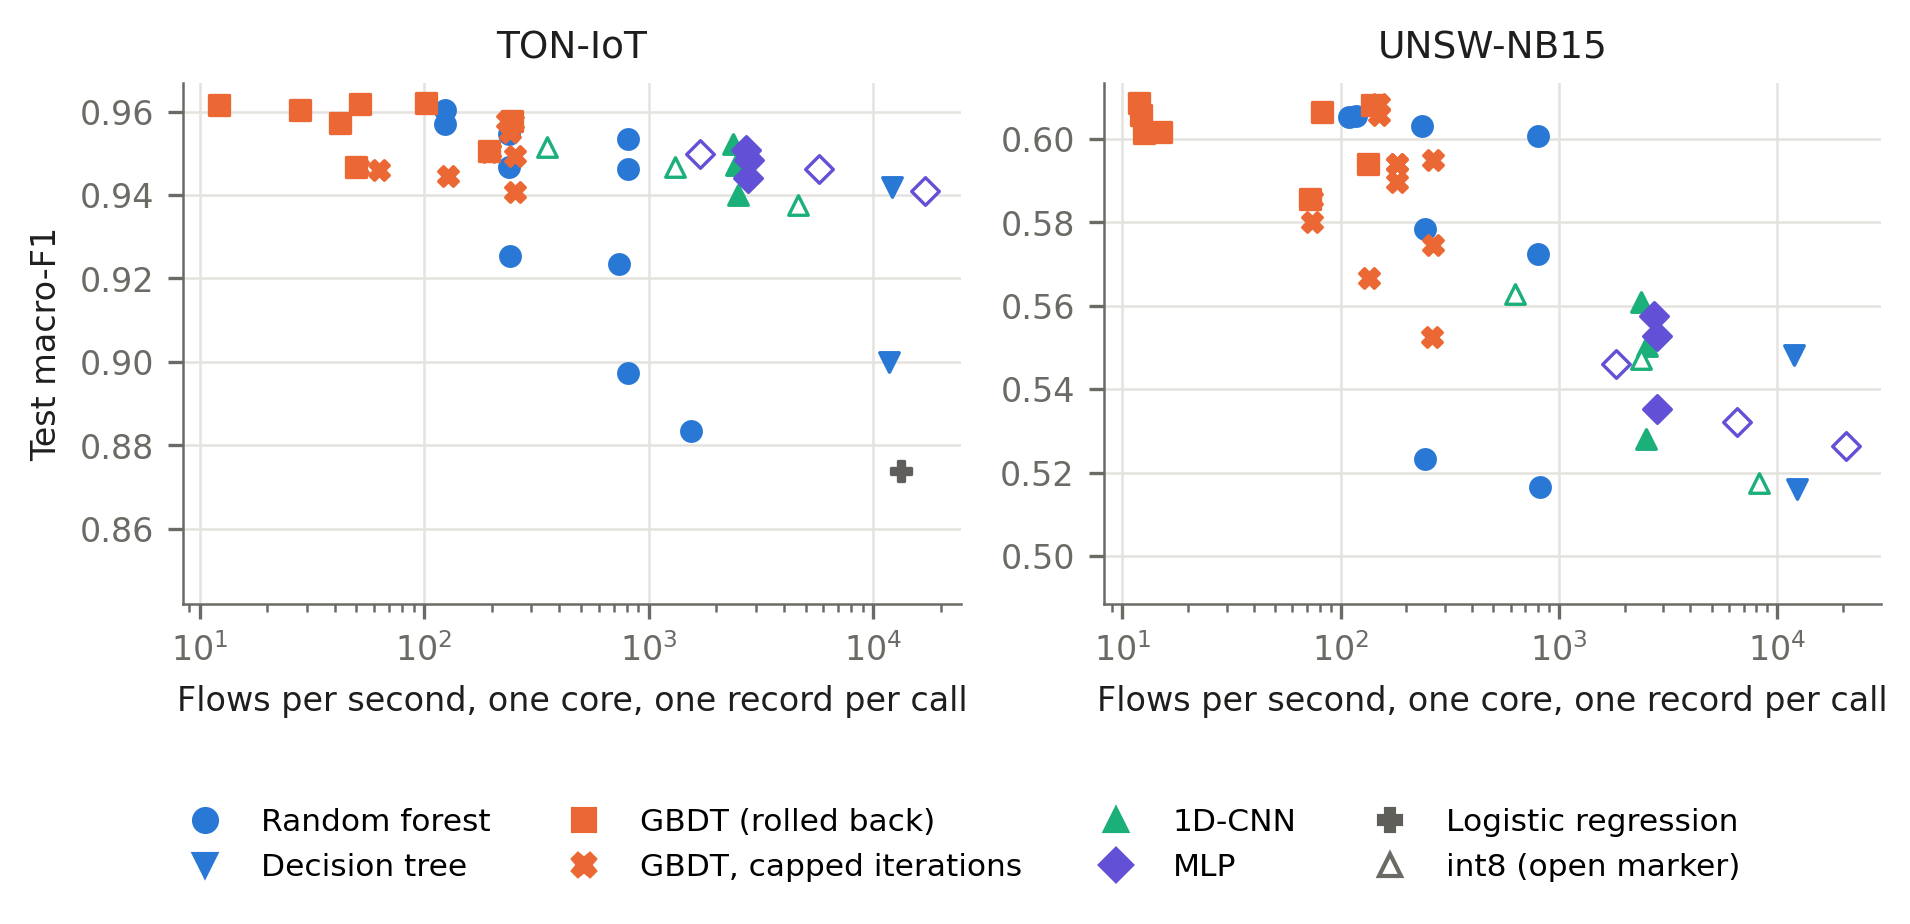 TON-IoT
UNSW-NB15
Test macro-F1
0.96
0.94
0.92
0.90
0.88
0.86
10¹ 10² 10³ 10⁴
Flows per second, one core, one record per call
0.60
0.58
0.56
0.54
0.52
0.50
10¹ 10² 10³ 10⁴
Flows per second, one core, one record per call
Random forest
Decision tree
GBDT (rolled back)
GBDT, capped iterations
1D-CNN
MLP
Logistic regression
int8 (open marker)